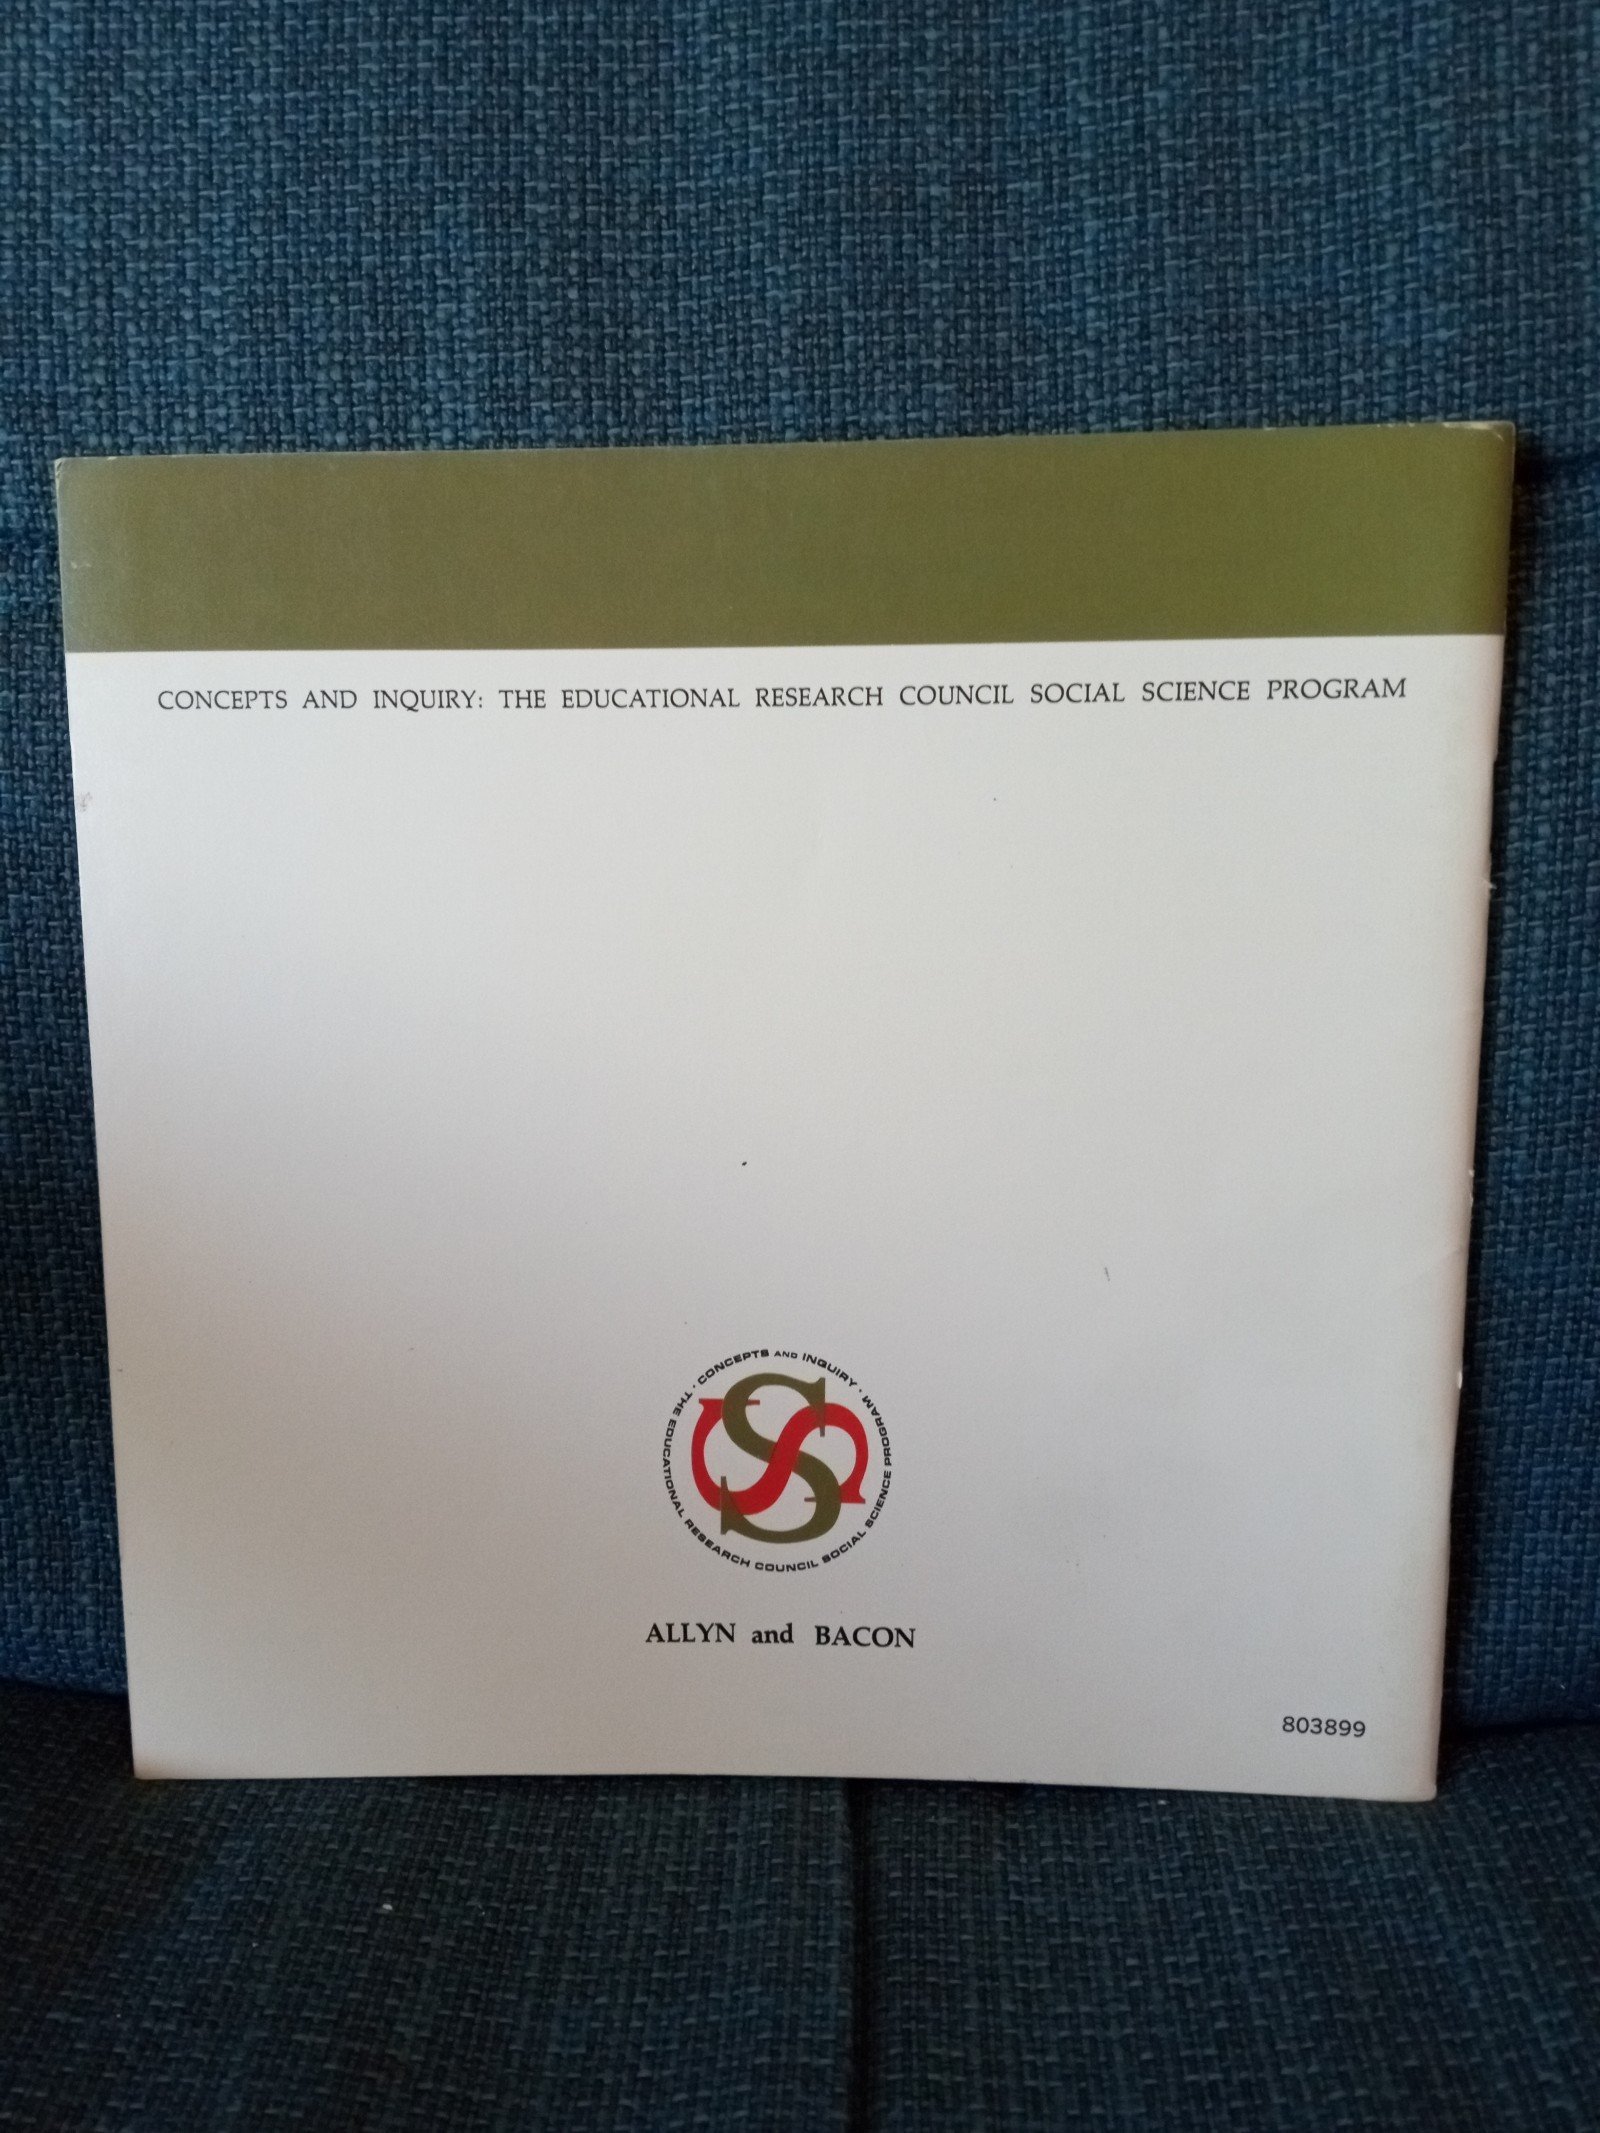 CONCEPTS AND INQUIRY: THE EDUCATIONAL RESEARCH COUNCIL SOCIAL SCIENCE PROGRAM
· CONCEPTS AND INQUIRY · THE EDUCATIONAL RESEARCH COUNCIL SOCIAL SCIENCE PROGRAM
SS
ALLYN and BACON
803899